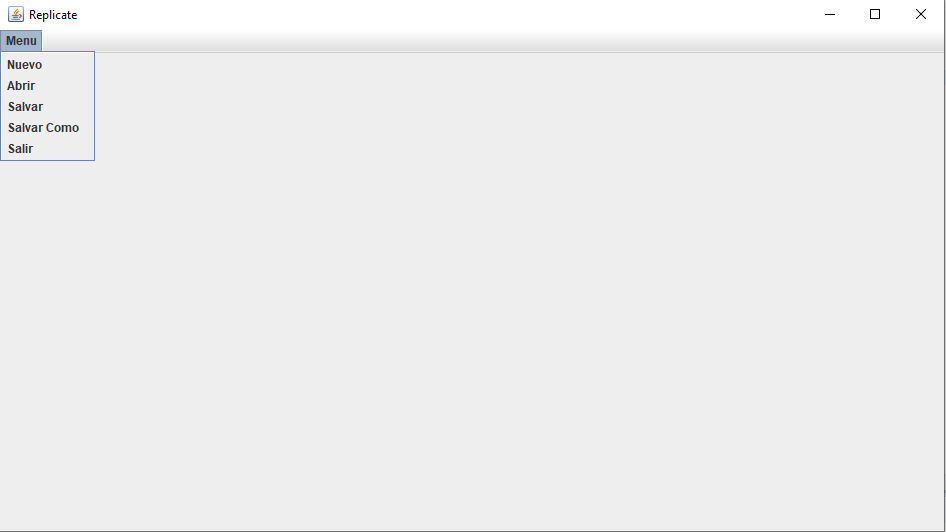 Replicate
Menu
Nuevo
Abrir
Salvar
Salvar Como
Salir